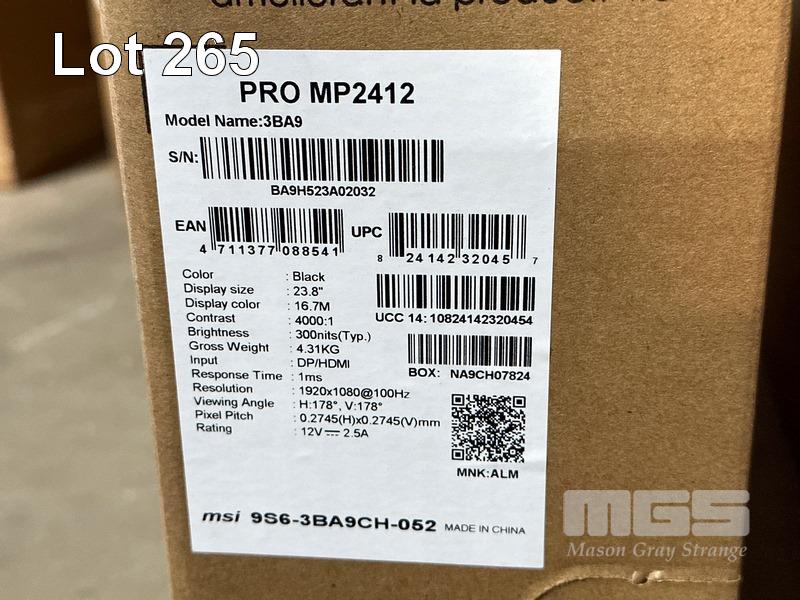 améliorant la
Lot 265
PRO MP2412
Model Name:3BA9
S/N:
BA9H523A02032
EAN
4 711377 088541
UPC
8 24142 32045 7
Color : Black
Display size : 23.8"
Display color : 16.7M
Contrast : 4000:1
Brightness : 300nits(Typ.)
Gross Weight : 4.31KG
Input : DP/HDMI
Response Time : 1ms
Resolution : 1920x1080@100Hz
Viewing Angle : H:178°, V:178°
Pixel Pitch : 0.2745(H)x0.2745(V)mm
Rating : 12V⎓ 2.5A
UCC 14: 10824142320454
BOX: NA9CH07824
MNK:ALM
msi 9S6-3BA9CH-052 MADE IN CHINA
MGS
Mason Gray Strange